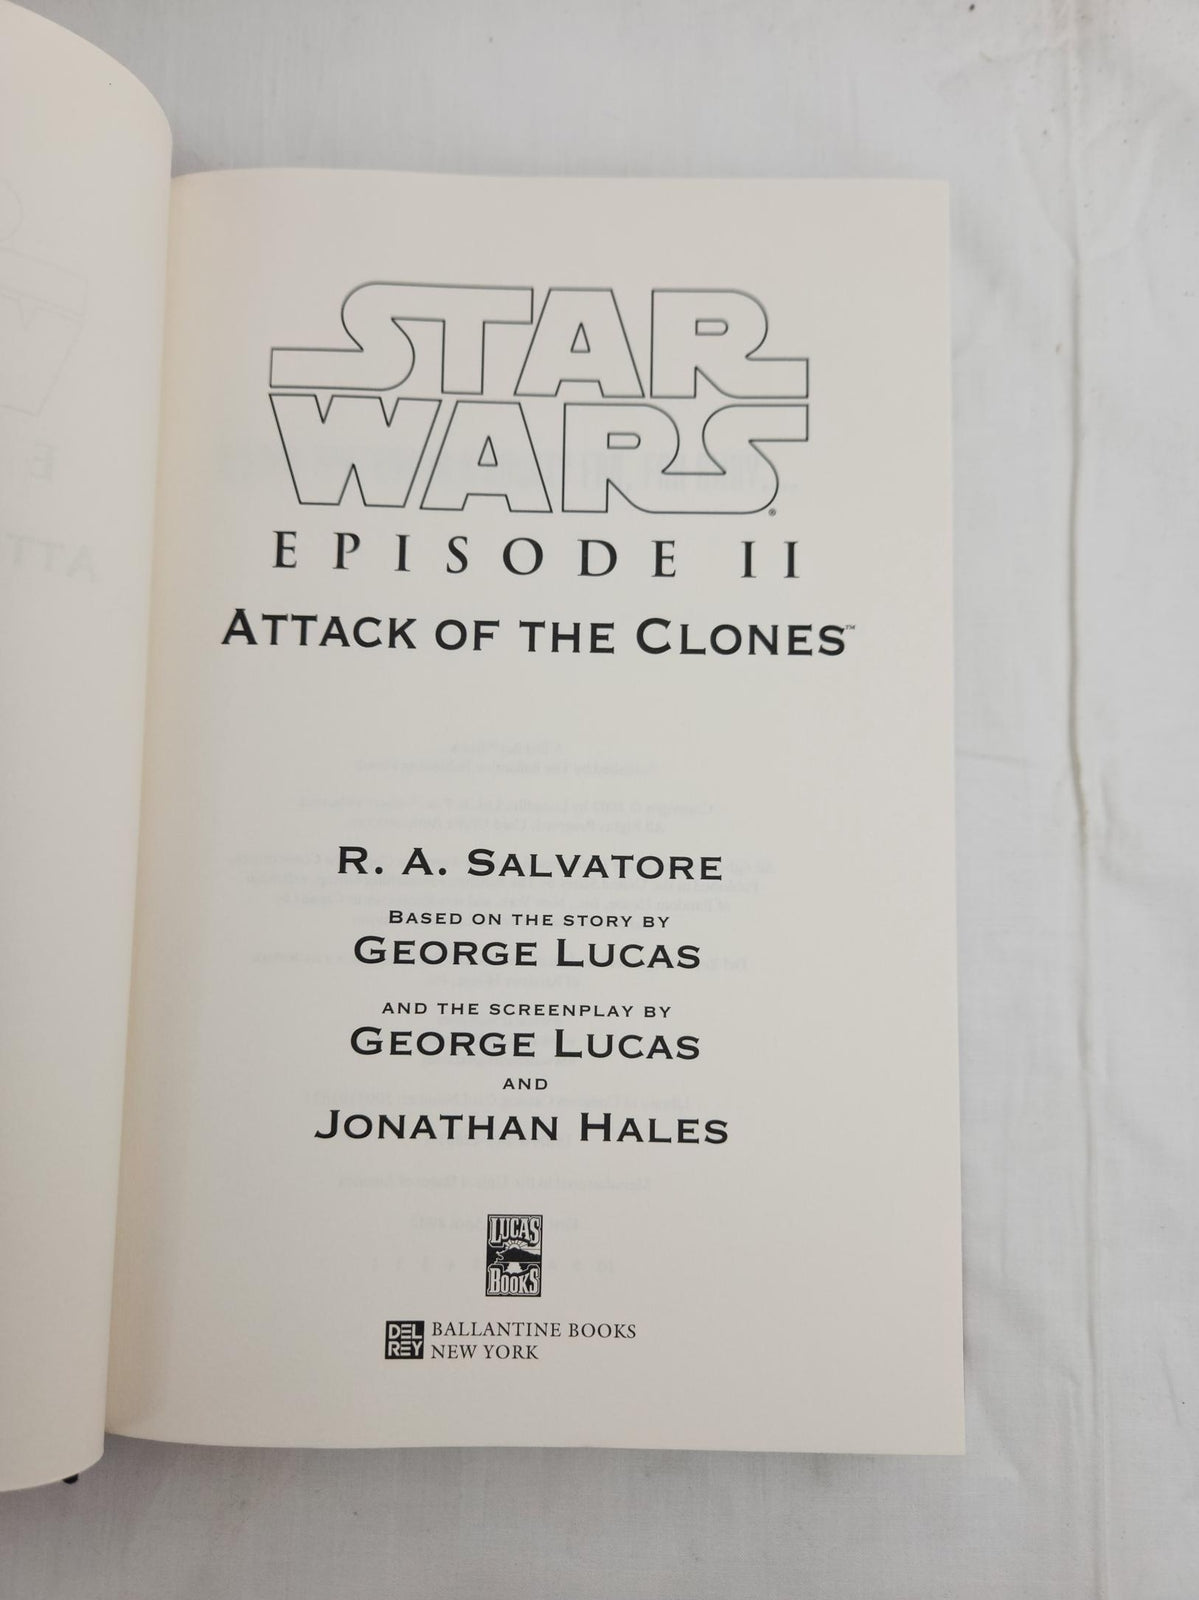 STAR
WARS®
EPISODE II
ATTACK OF THE CLONES™
R. A. SALVATORE
BASED ON THE STORY BY
GEORGE LUCAS
AND THE SCREENPLAY BY
GEORGE LUCAS
AND
JONATHAN HALES
LUCAS
BOOKS
DEL
REY
BALLANTINE BOOKS
NEW YORK